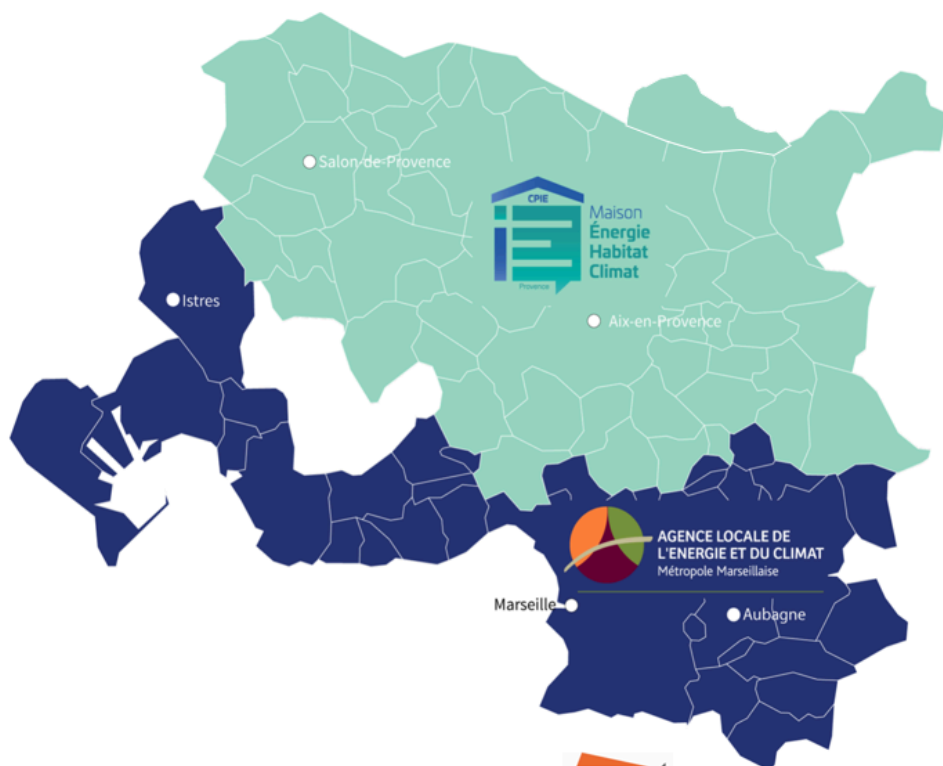 Salon-de-Provence
CPIE
Maison
Énergie
Habitat
Climat
Provence
Istres
Aix-en-Provence
AGENCE LOCALE DE
L'ENERGIE ET DU CLIMAT
Métropole Marseillaise
Marseille
Aubagne